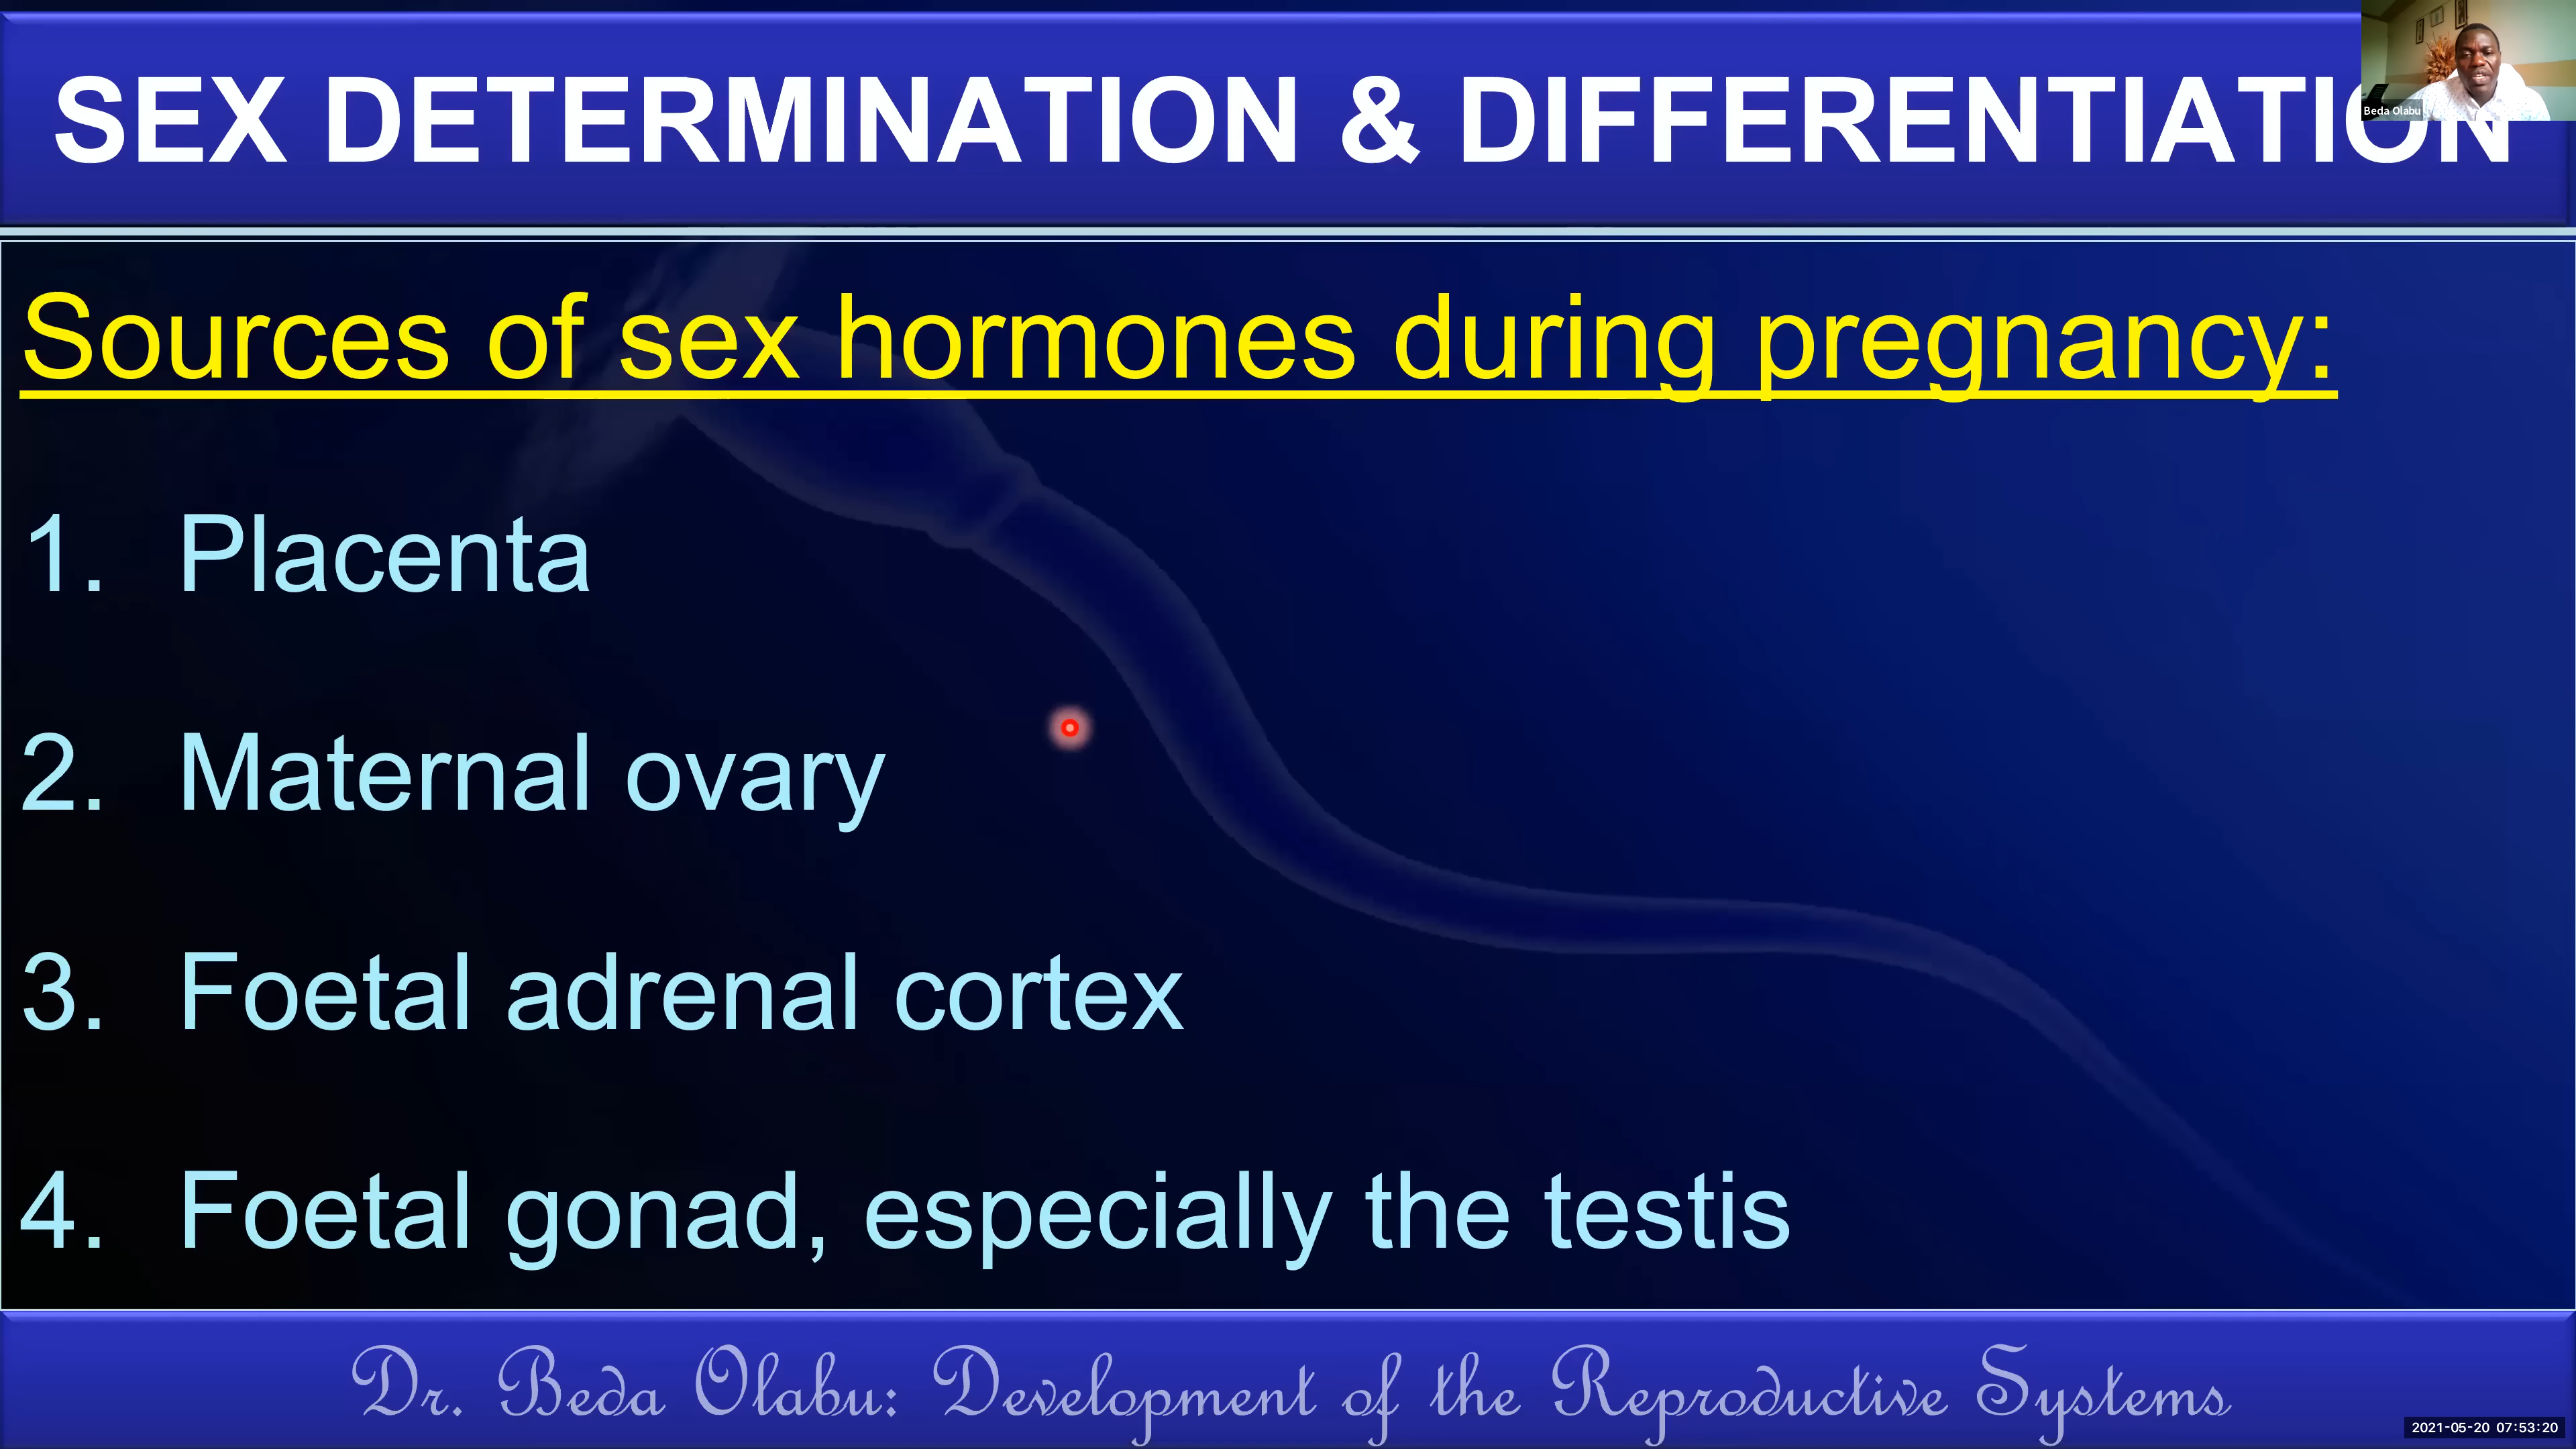 SEX DETERMINATION & DIFFERENTIATION
Beda Olabu
Sources of sex hormones during pregnancy:
1. Placenta
2. Maternal ovary
3. Foetal adrenal cortex
4. Foetal gonad, especially the testis
Dr. Beda Olabu: Development of the Reproductive Systems
2021-05-20 07:53:20